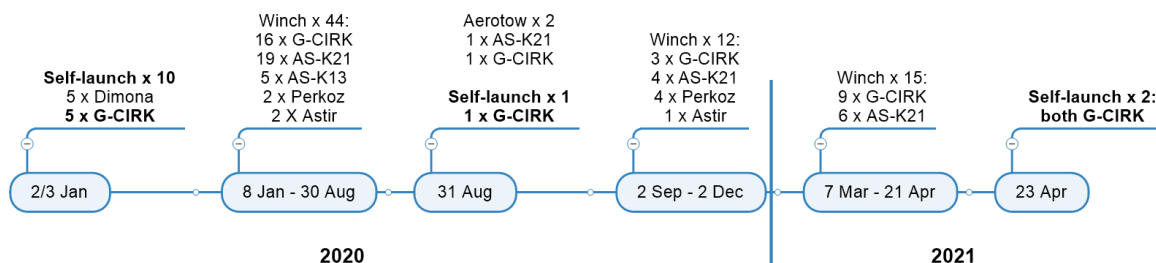 Self-launch x 10
5 x Dimona
5 x G-CIRK
2/3 Jan
Winch x 44:
16 x G-CIRK
19 x AS-K21
5 x AS-K13
2 x Perkoz
2 X Astir
8 Jan - 30 Aug
Aerotow x 2
1 x AS-K21
1 x G-CIRK
Self-launch x 1
1 x G-CIRK
31 Aug
Winch x 12:
3 x G-CIRK
4 x AS-K21
4 x Perkoz
1 x Astir
2 Sep - 2 Dec
Winch x 15:
9 x G-CIRK
6 x AS-K21
7 Mar - 21 Apr
Self-launch x 2:
both G-CIRK
23 Apr
2020
2021